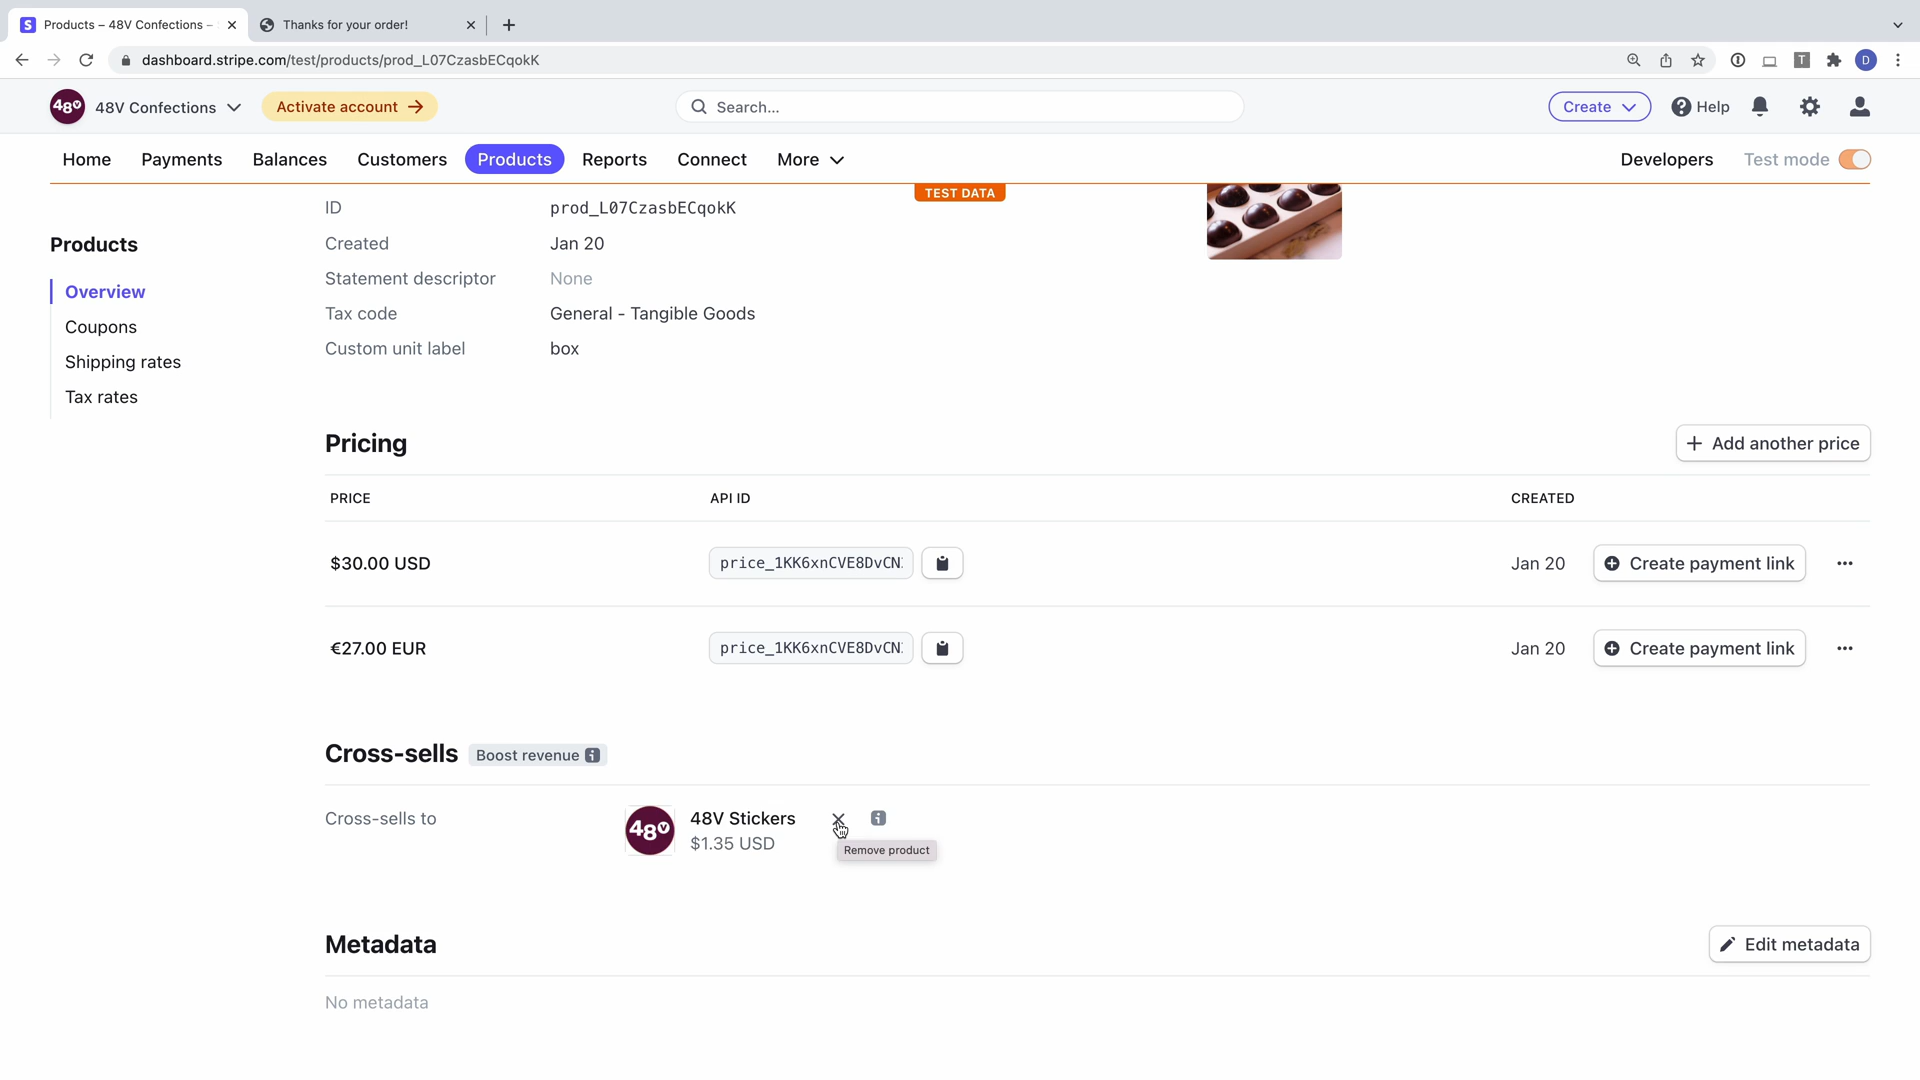 Products – 48V Confections –
Thanks for your order!
dashboard.stripe.com/test/products/prod_L07CzasbECqokK
T
D
48V
48V Confections
Activate account
Search...
Create
Help
Home
Payments
Balances
Customers
Products
Reports
Connect
More
Developers
Test mode
TEST DATA
Products
Overview
Coupons
Shipping rates
Tax rates
ID prod_L07CzasbECqokK
Created Jan 20
Statement descriptor None
Tax code General - Tangible Goods
Custom unit label box
Pricing
Add another price
PRICE API ID CREATED
$30.00 USD price_1KK6xnCVE8DvCN Jan 20 Create payment link
€27.00 EUR price_1KK6xnCVE8DvCN Jan 20 Create payment link
Cross-sells Boost revenue
Cross-sells to
48V
48V Stickers
$1.35 USD
Remove product
Metadata
Edit metadata
No metadata